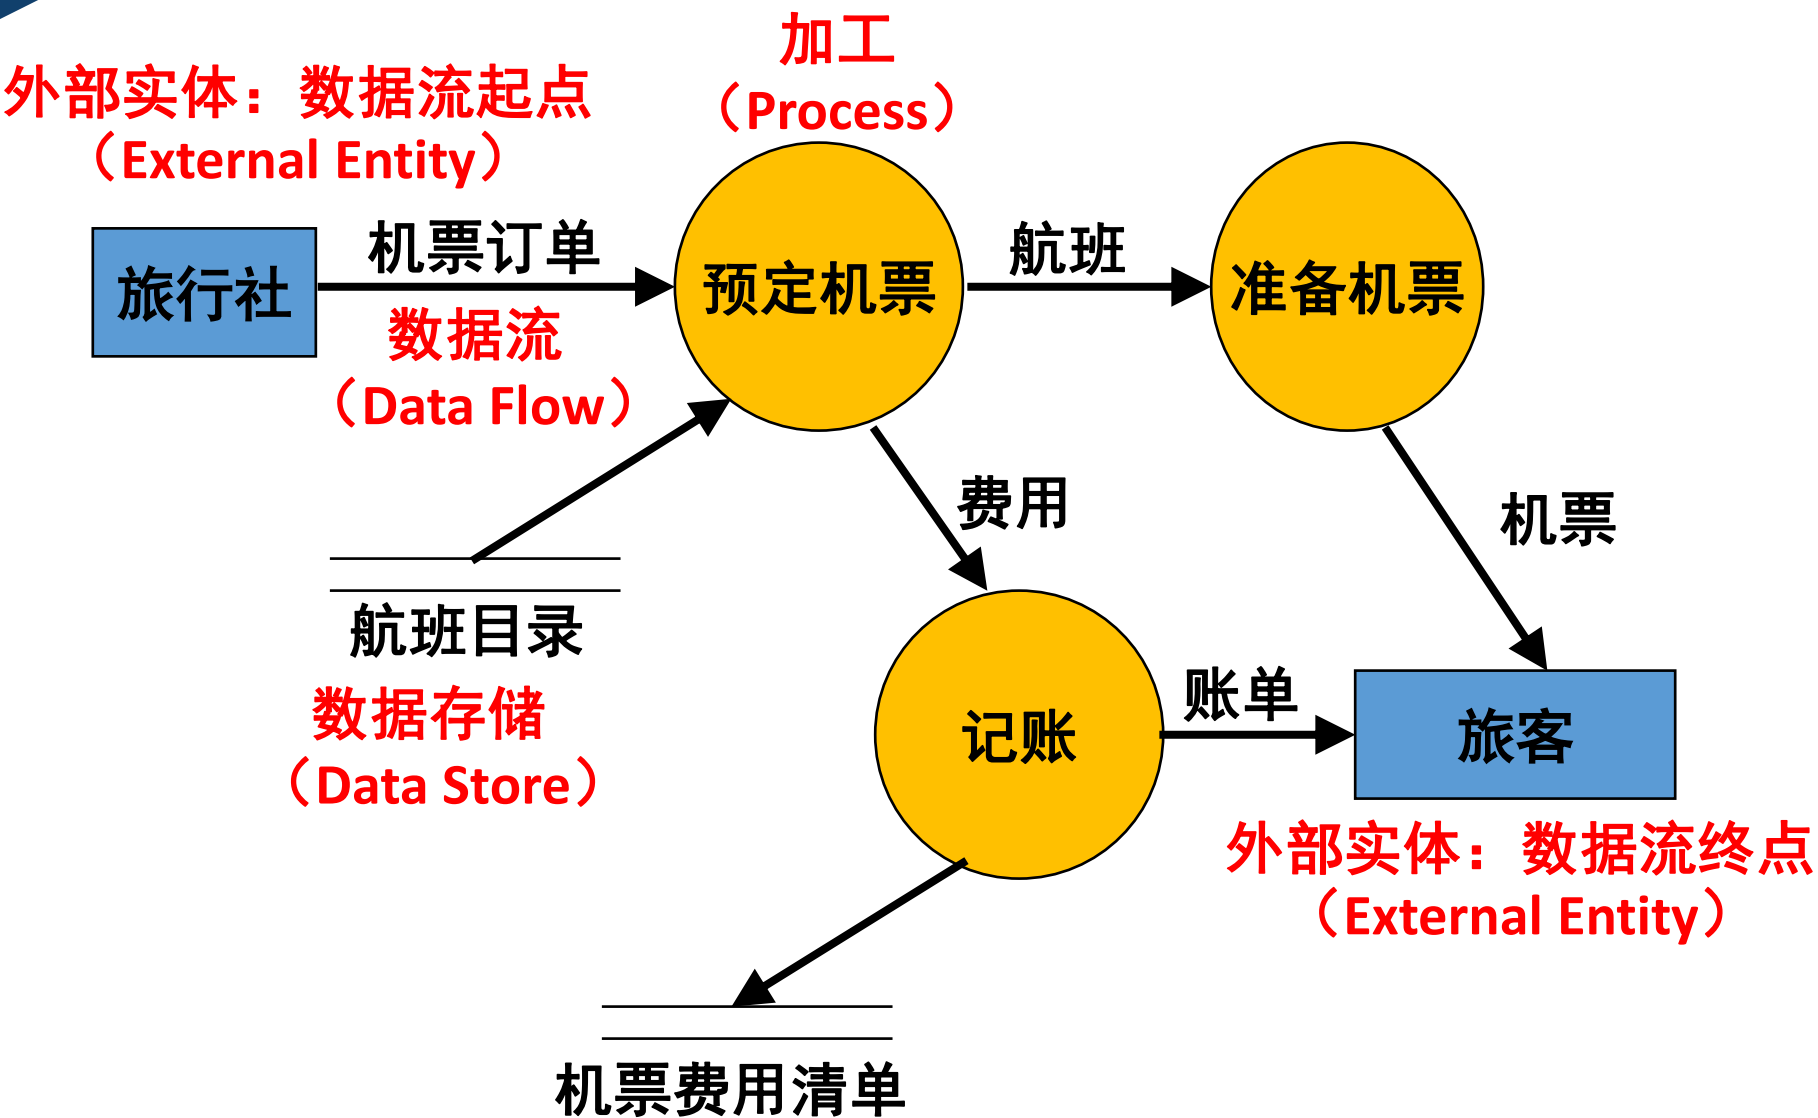 加工
（Process）
外部实体：数据流起点
（External Entity）
旅行社
机票订单
数据流
（Data Flow）
预定机票
航班
准备机票
费用
机票
航班目录
数据存储
（Data Store）
记账
账单
旅客
外部实体：数据流终点
（External Entity）
机票费用清单